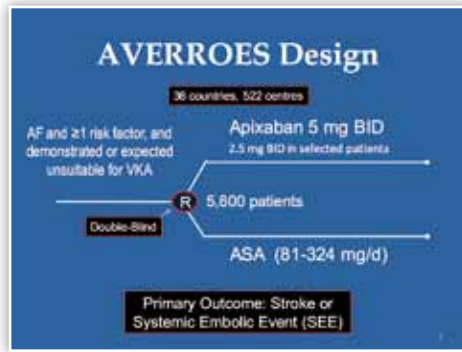 AVERROES Design
36 countries, 522 centres
AF and ≥1 risk factor, and
demonstrated or expected
unsuitable for VKA
Apixaban 5 mg BID
2.5 mg BID in selected patients
R
5,600 patients
Double-Blind
ASA (81-324 mg/d)
Primary Outcome: Stroke or
Systemic Embolic Event (SEE)